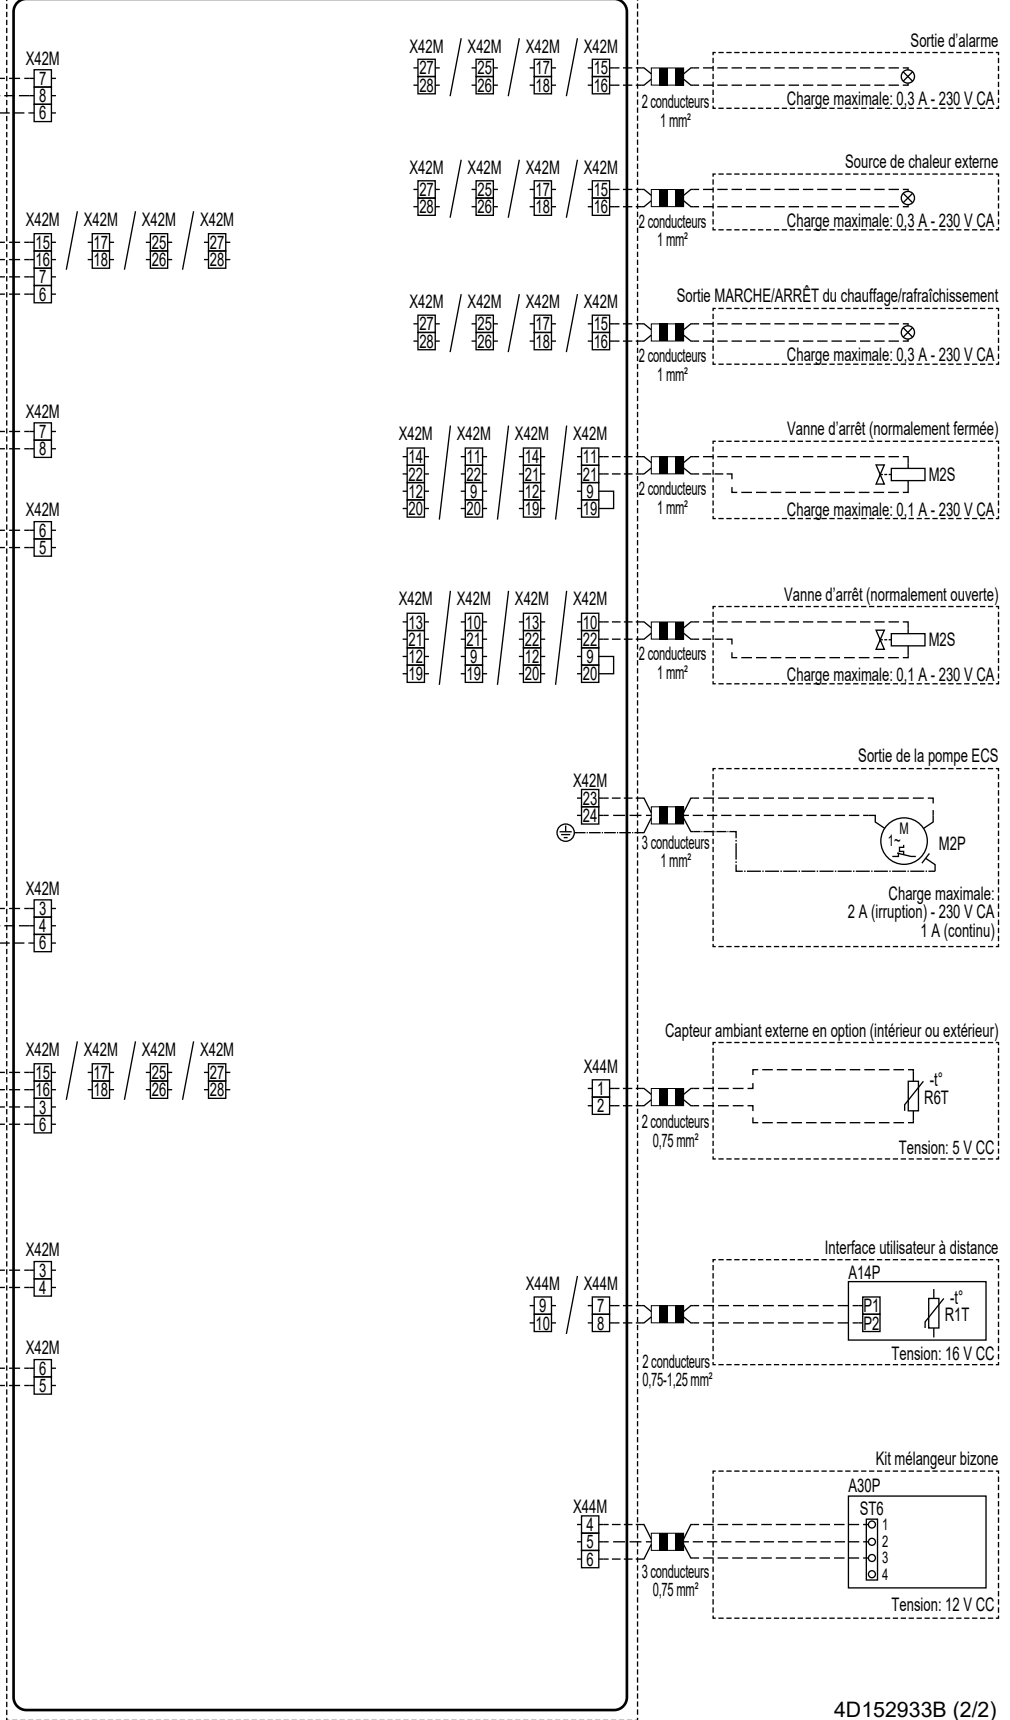 X42M
7
8
6
X42M / X42M / X42M / X42M
15 17 25 27
16 18 26 28
7
6
X42M
7
8
X42M
6
5
X42M
3
4
6
X42M / X42M / X42M / X42M
15 17 25 27
16 18 26 28
3
6
X42M
3
4
X42M
6
5
Sortie d'alarme
X42M / X42M / X42M / X42M
27 25 17 15
28 26 18 16
2 conducteurs
1 mm²
Charge maximale: 0,3 A - 230 V CA
Source de chaleur externe
X42M / X42M / X42M / X42M
27 25 17 15
28 26 18 16
2 conducteurs
1 mm²
Charge maximale: 0,3 A - 230 V CA
Sortie MARCHE/ARRÊT du chauffage/rafraîchissement
X42M / X42M / X42M / X42M
27 25 17 15
28 26 18 16
2 conducteurs
1 mm²
Charge maximale: 0,3 A - 230 V CA
Vanne d'arrêt (normalement fermée)
X42M / X42M / X42M / X42M
14 11 14 11
22 22 21 21
12 9 12 9
20 20 19 19
2 conducteurs
1 mm²
M2S
Charge maximale: 0,1 A - 230 V CA
Vanne d'arrêt (normalement ouverte)
X42M / X42M / X42M / X42M
13 10 13 10
21 21 22 22
12 9 12 9
19 19 20 20
2 conducteurs
1 mm²
M2S
Charge maximale: 0,1 A - 230 V CA
Sortie de la pompe ECS
X42M
23
24
3 conducteurs
1 mm²
M
1~
M2P
Charge maximale:
2 A (irruption) - 230 V CA
1 A (continu)
Capteur ambiant externe en option (intérieur ou extérieur)
X44M
1
2
2 conducteurs
0,75 mm²
-t°
R6T
Tension: 5 V CC
Interface utilisateur à distance
X44M / X44M
9 7
10 8
2 conducteurs
0,75-1,25 mm²
A14P
P1
P2
-t°
R1T
Tension: 16 V CC
Kit mélangeur bizone
X44M
4
5
6
3 conducteurs
0,75 mm²
A30P
ST6
1
2
3
4
Tension: 12 V CC
4D152933B (2/2)